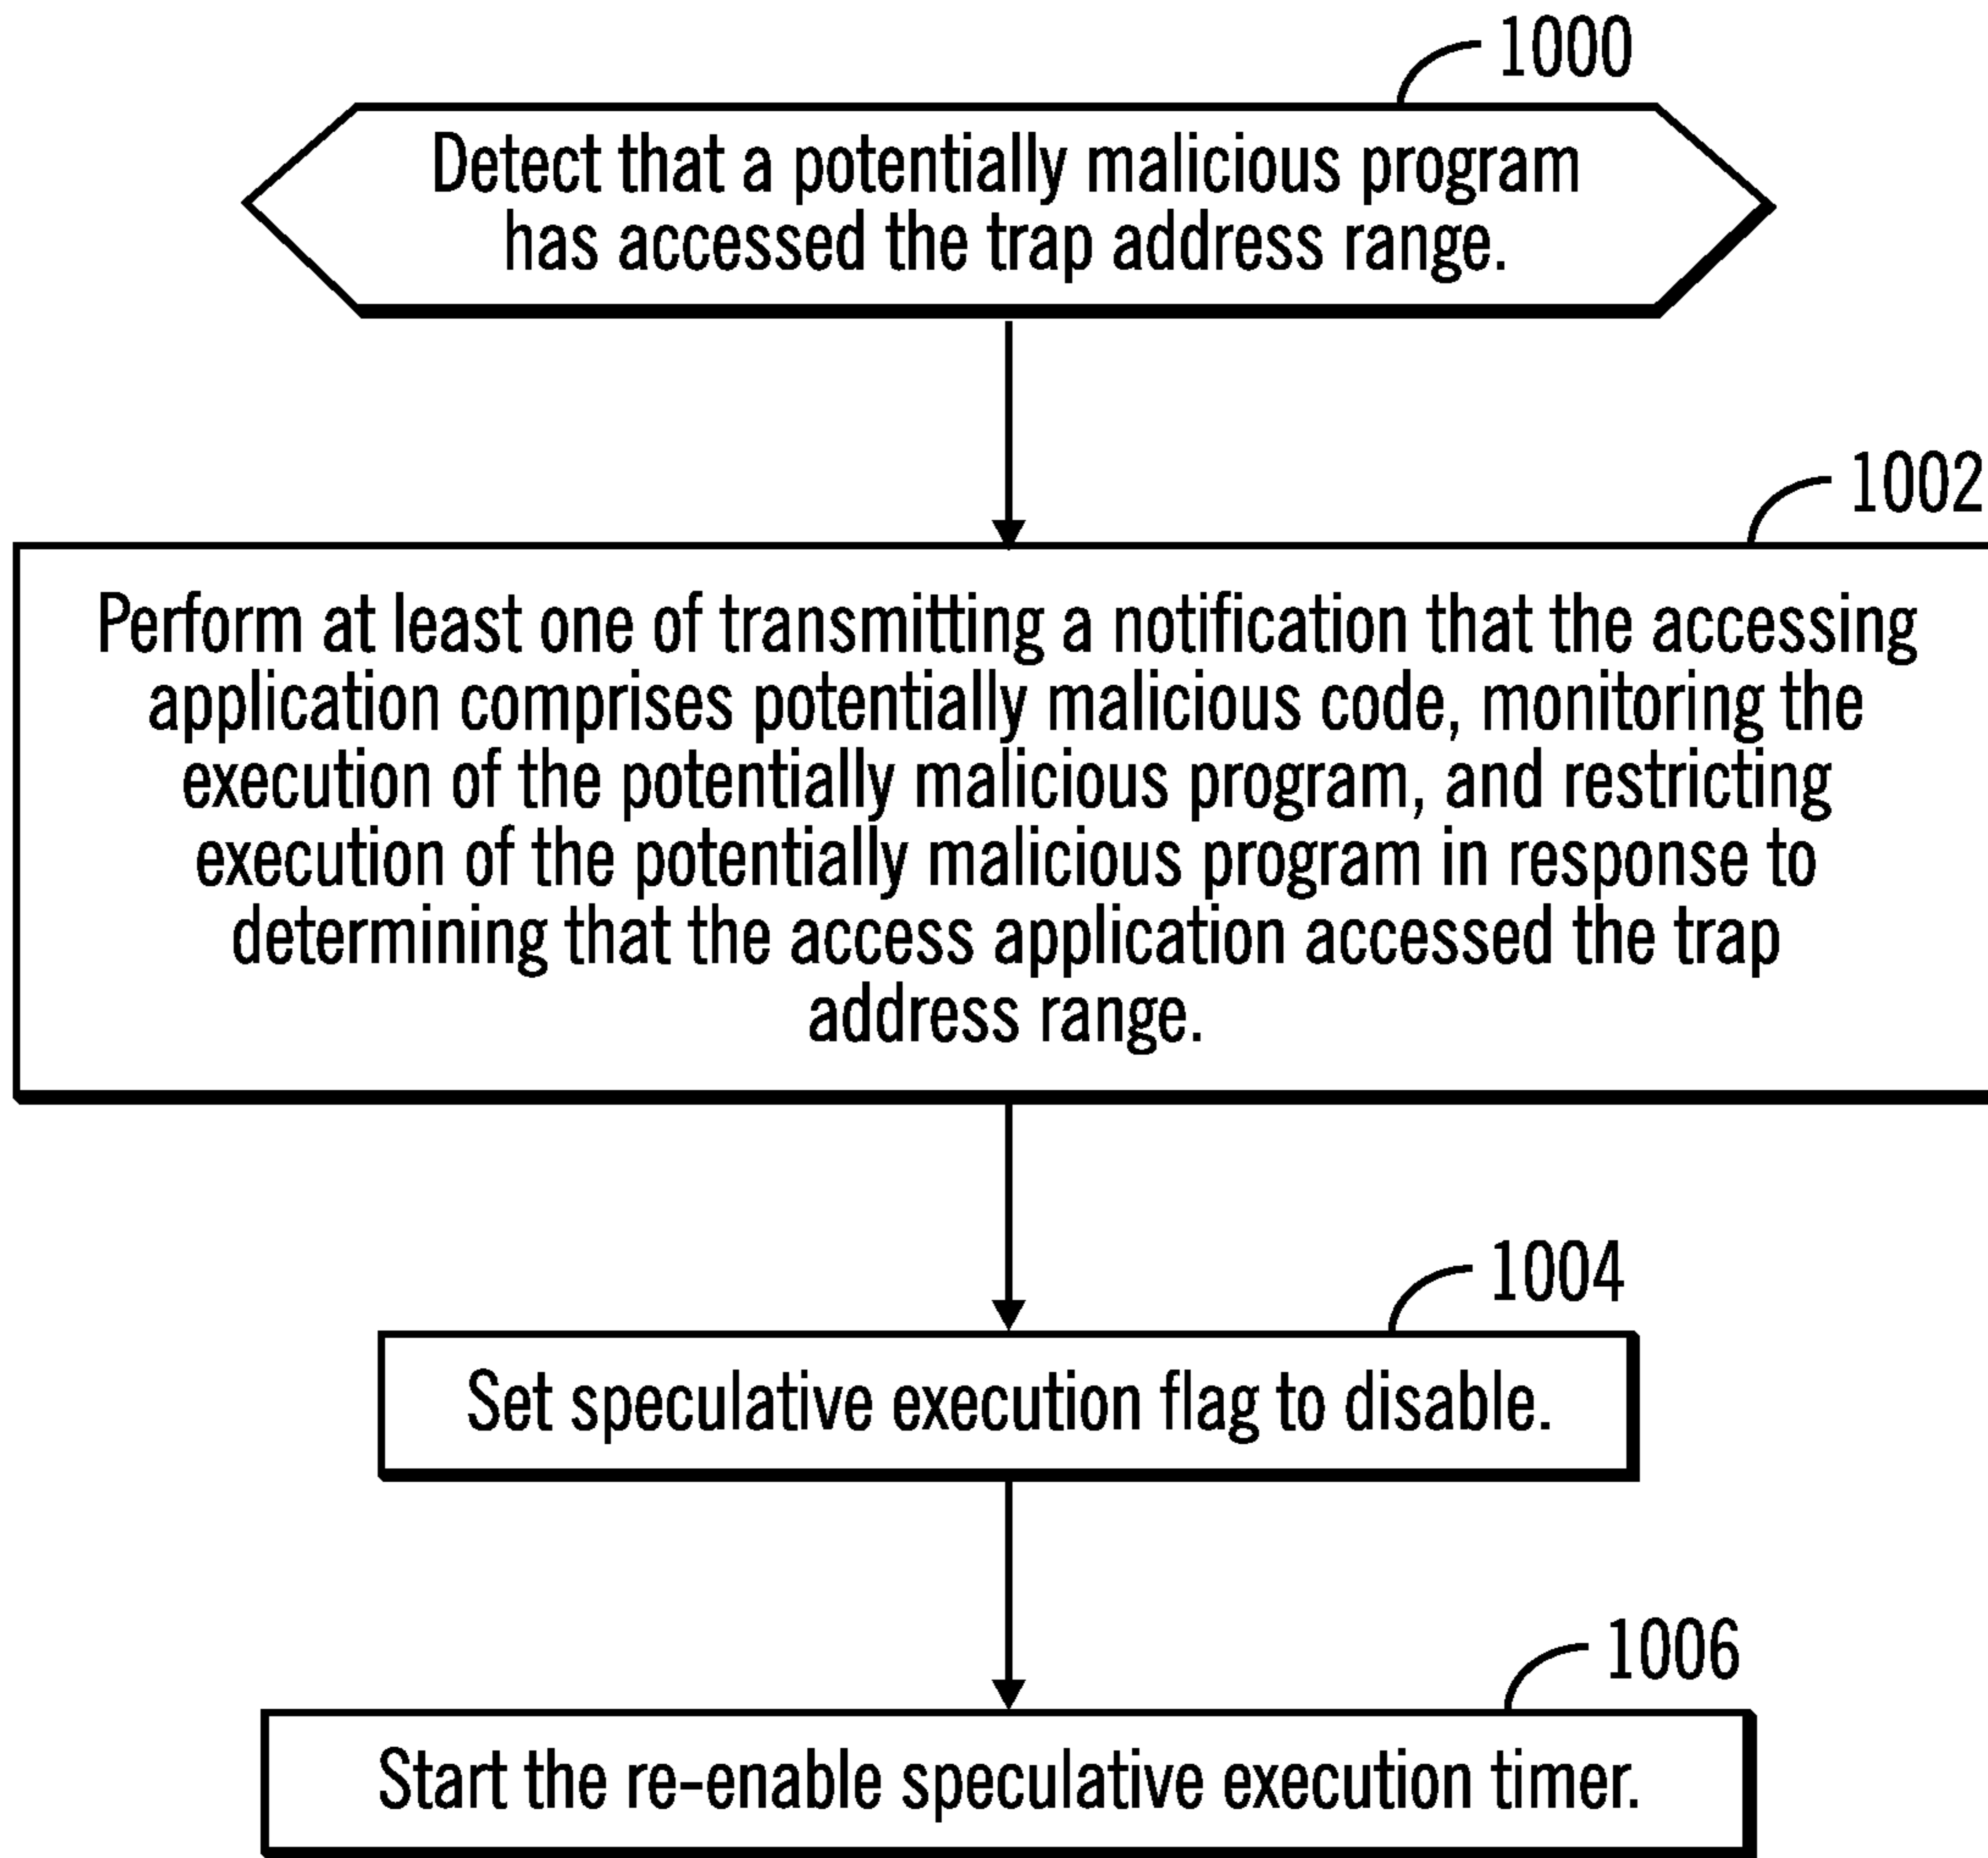 1000
Detect that a potentially malicious program
has accessed the trap address range.
1002
Perform at least one of transmitting a notification that the accessing
application comprises potentially malicious code, monitoring the
execution of the potentially malicious program, and restricting
execution of the potentially malicious program in response to
determining that the access application accessed the trap
address range.
1004
Set speculative execution flag to disable.
1006
Start the re-enable speculative execution timer.